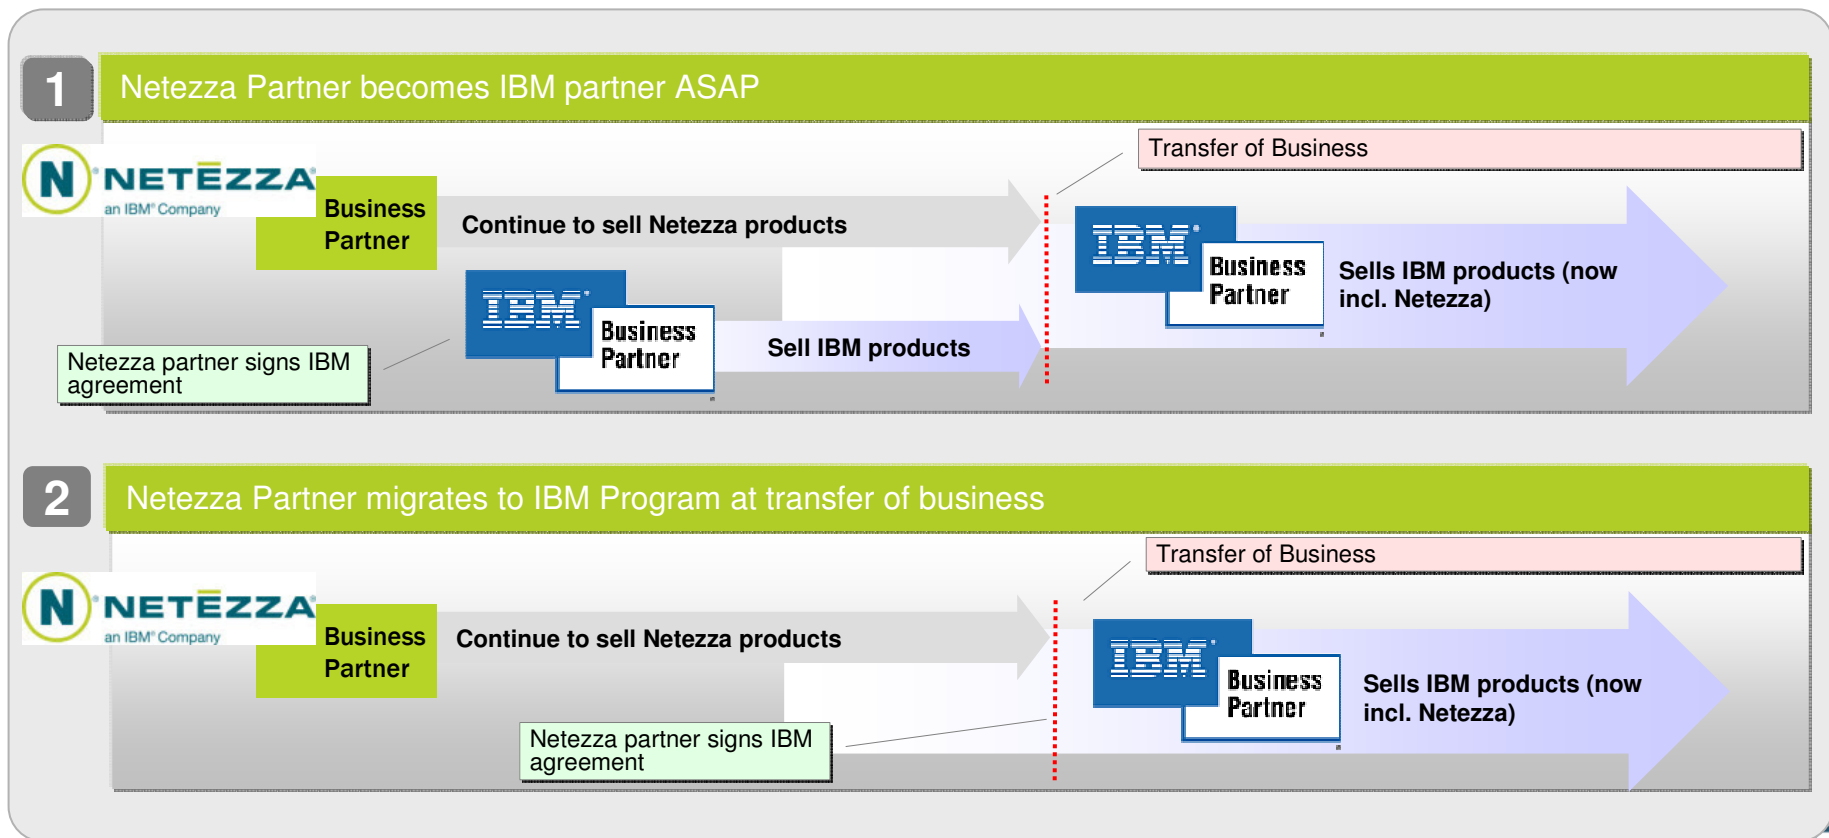 1
Netezza Partner becomes IBM partner ASAP
Transfer of Business
N NETĒZZA
an IBM® Company
Business
Partner
Continue to sell Netezza products
IBM
Business
Partner
Sells IBM products (now
incl. Netezza)
IBM
Business
Partner
Sell IBM products
Netezza partner signs IBM
agreement
2
Netezza Partner migrates to IBM Program at transfer of business
Transfer of Business
N NETĒZZA
an IBM® Company
Business
Partner
Continue to sell Netezza products
IBM
Business
Partner
Sells IBM products (now
incl. Netezza)
Netezza partner signs IBM
agreement